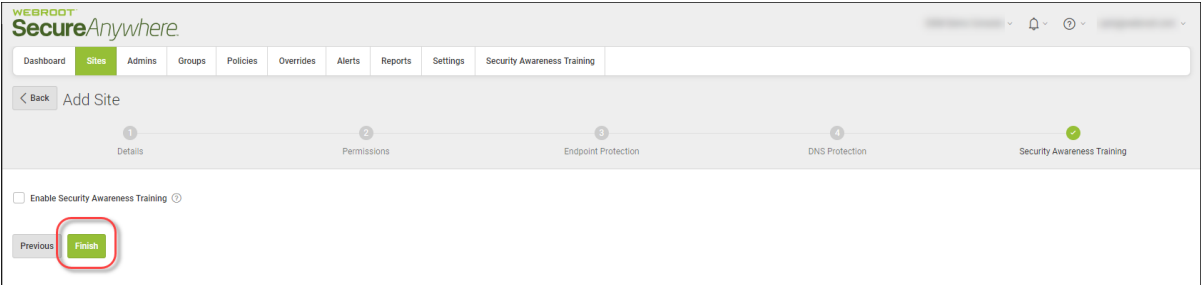 WEBROOT
SecureAnywhere.
Dashboard Sites Admins Groups Policies Overrides Alerts Reports Settings Security Awareness Training
< Back Add Site
1 2 3 4
Details Permissions Endpoint Protection DNS Protection Security Awareness Training
Enable Security Awareness Training ?
Previous Finish